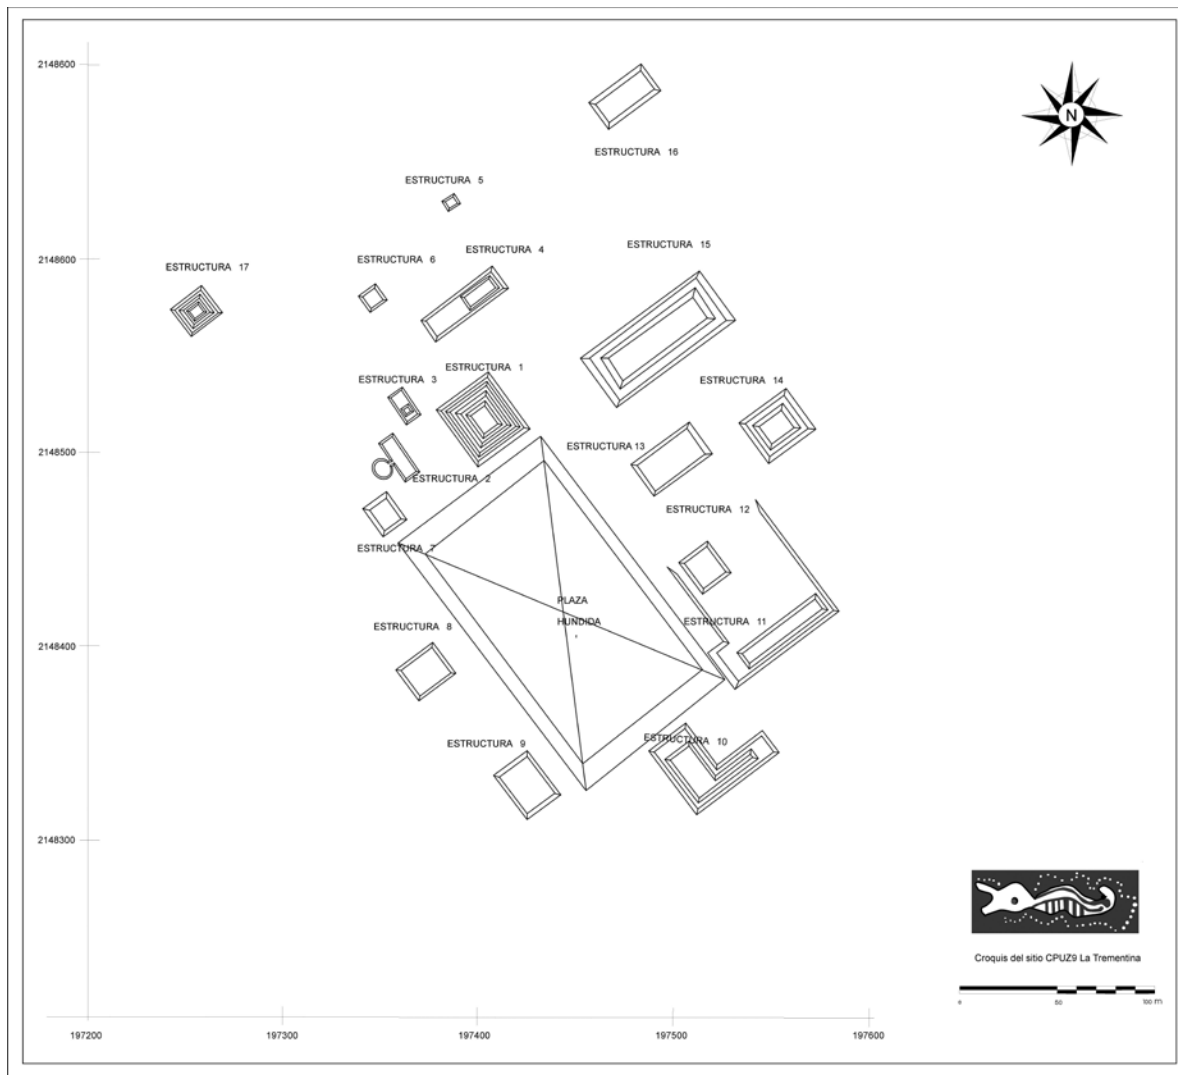 2148600
N
ESTRUCTURA 16
ESTRUCTURA 5
ESTRUCTURA 15
ESTRUCTURA 4
2148600
ESTRUCTURA 6
ESTRUCTURA 17
ESTRUCTURA 1
ESTRUCTURA 3
ESTRUCTURA 14
ESTRUCTURA 13
2148500
ESTRUCTURA 2
ESTRUCTURA 12
ESTRUCTURA 7
PLAZA
HUNDIDA
ESTRUCTURA 11
ESTRUCTURA 8
2148400
ESTRUCTURA 10
ESTRUCTURA 9
2148300
Croquis del sitio CPUZ9 La Trementina
0 50 100 m
197200 197300 197400 197500 197600